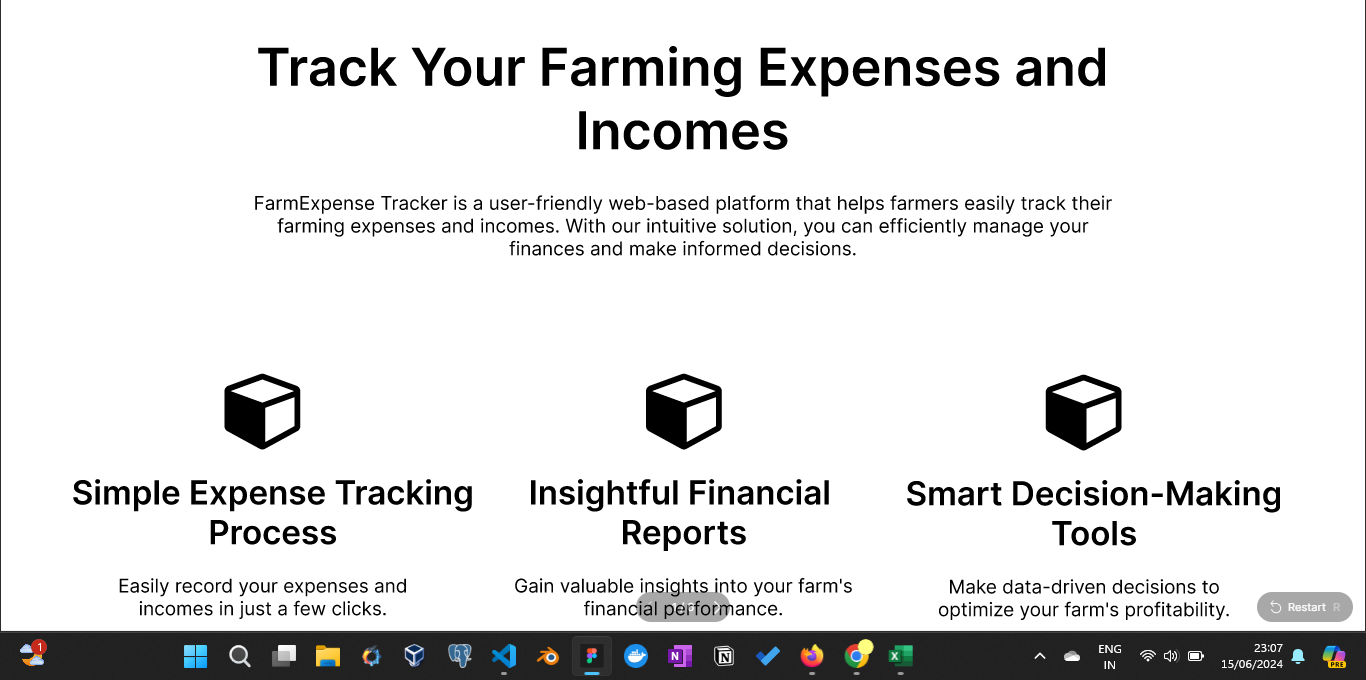 Track Your Farming Expenses and
Incomes
FarmExpense Tracker is a user-friendly web-based platform that helps farmers easily track their
farming expenses and incomes. With our intuitive solution, you can efficiently manage your
finances and make informed decisions.
Simple Expense Tracking
Process
Easily record your expenses and
incomes in just a few clicks.
Insightful Financial
Reports
Gain valuable insights into your farm's
financial performance.
Smart Decision-Making
Tools
Make data-driven decisions to
optimize your farm's profitability.
Restart R
1
ENG
IN
23:07
15/06/2024
PRE